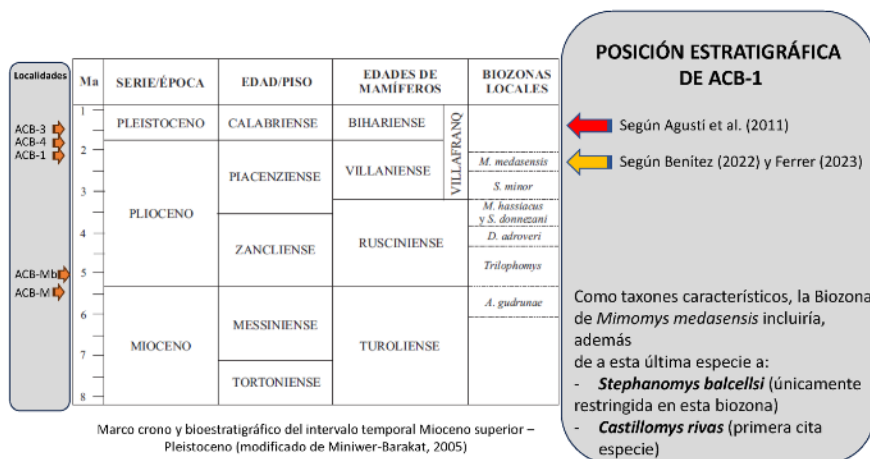 Localidades
ACB-3
ACB-4
ACB-1
ACB-Mb
ACB-M
Ma
SERIE/ÉPOCA
EDAD/PISO
EDADES DE
MAMÍFEROS
BIOZONAS
LOCALES
1
2
3
4
5
6
7
8
PLEISTOCENO
CALABRIENSE
BIHARIENSE
VILLAFRANQ
PLIOCENO
PIACENZIENSE
VILLANIENSE
M. medasensis
S. minor
M. hassiacus
y S. donnezani
ZANCLIENSE
RUSCINIENSE
D. adroveri
Trilophomys
MIOCENO
MESSINIENSE
TUROLIENSE
A. gudrunae
TORTONIENSE
Marco crono y bioestratigráfico del intervalo temporal Mioceno superior –
Pleistoceno (modificado de Miniwer-Barakat, 2005)
POSICIÓN ESTRATIGRÁFICA
DE ACB-1
Según Agustí et al. (2011)
Según Benítez (2022) y Ferrer (2023)
Como taxones característicos, la Biozona
de Mimomys medasensis incluiría,
además
de a esta última especie a:
- Stephanomys balcellsi (únicamente
restringida en esta biozona)
- Castillomys rivas (primera cita
especie)